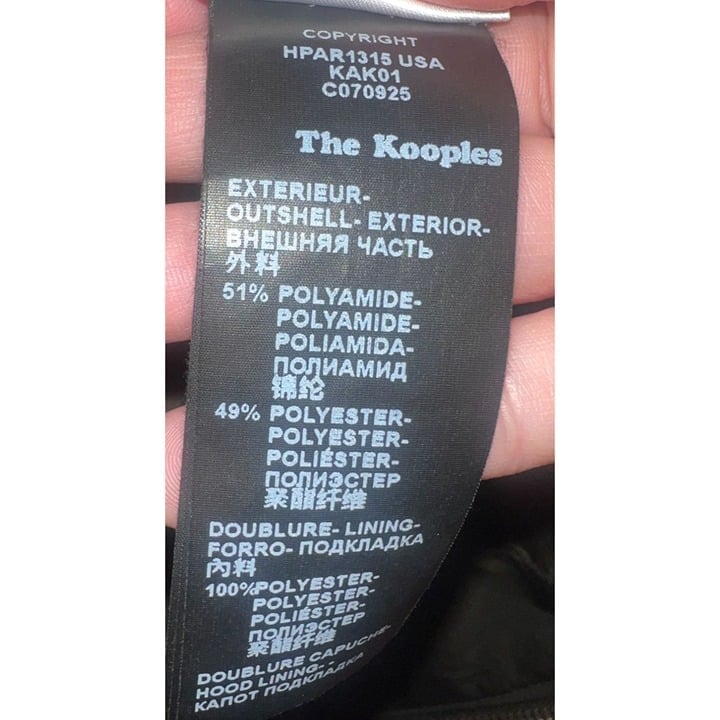 COPYRIGHT
HPAR1315 USA
KAK01
C070925
The Kooples
EXTERIEUR-
OUTSHELL- EXTERIOR-
ВНЕШНЯЯ ЧАСТЬ
外料
51% POLYAMIDE-
POLYAMIDE-
POLIAMIDA-
ПОЛИАМИД
锦纶
49% POLYESTER-
POLYESTER-
POLIÉSTER-
ПОЛИЭСТЕР
聚酯纤维
DOUBLURE- LINING-
FORRO- ПОДКЛАДКА
內料
100%POLYESTER-
POLYESTER-
POLIÉSTER-
ПОЛИЭСТЕР
聚酯纤维
DOUBLURE CAPUCHE-
HOOD LINING- -
КАПОТ ПОДКЛАДКА